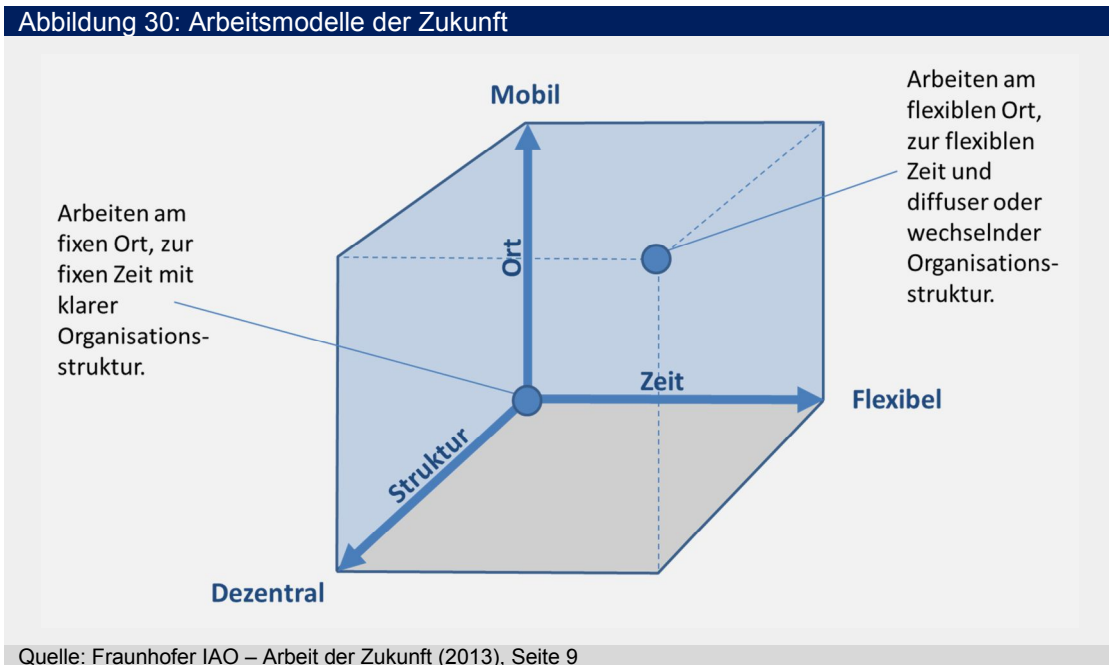 Abbildung 30: Arbeitsmodelle der Zukunft
Mobil
Arbeiten am
flexiblen Ort,
zur flexiblen
Zeit und
diffuser oder
wechselnder
Organisations-
struktur.
Arbeiten am
fixen Ort, zur
fixen Zeit mit
klarer
Organisations-
struktur.
Ort
Zeit
Flexibel
Struktur
Dezentral
Quelle: Fraunhofer IAO – Arbeit der Zukunft (2013), Seite 9